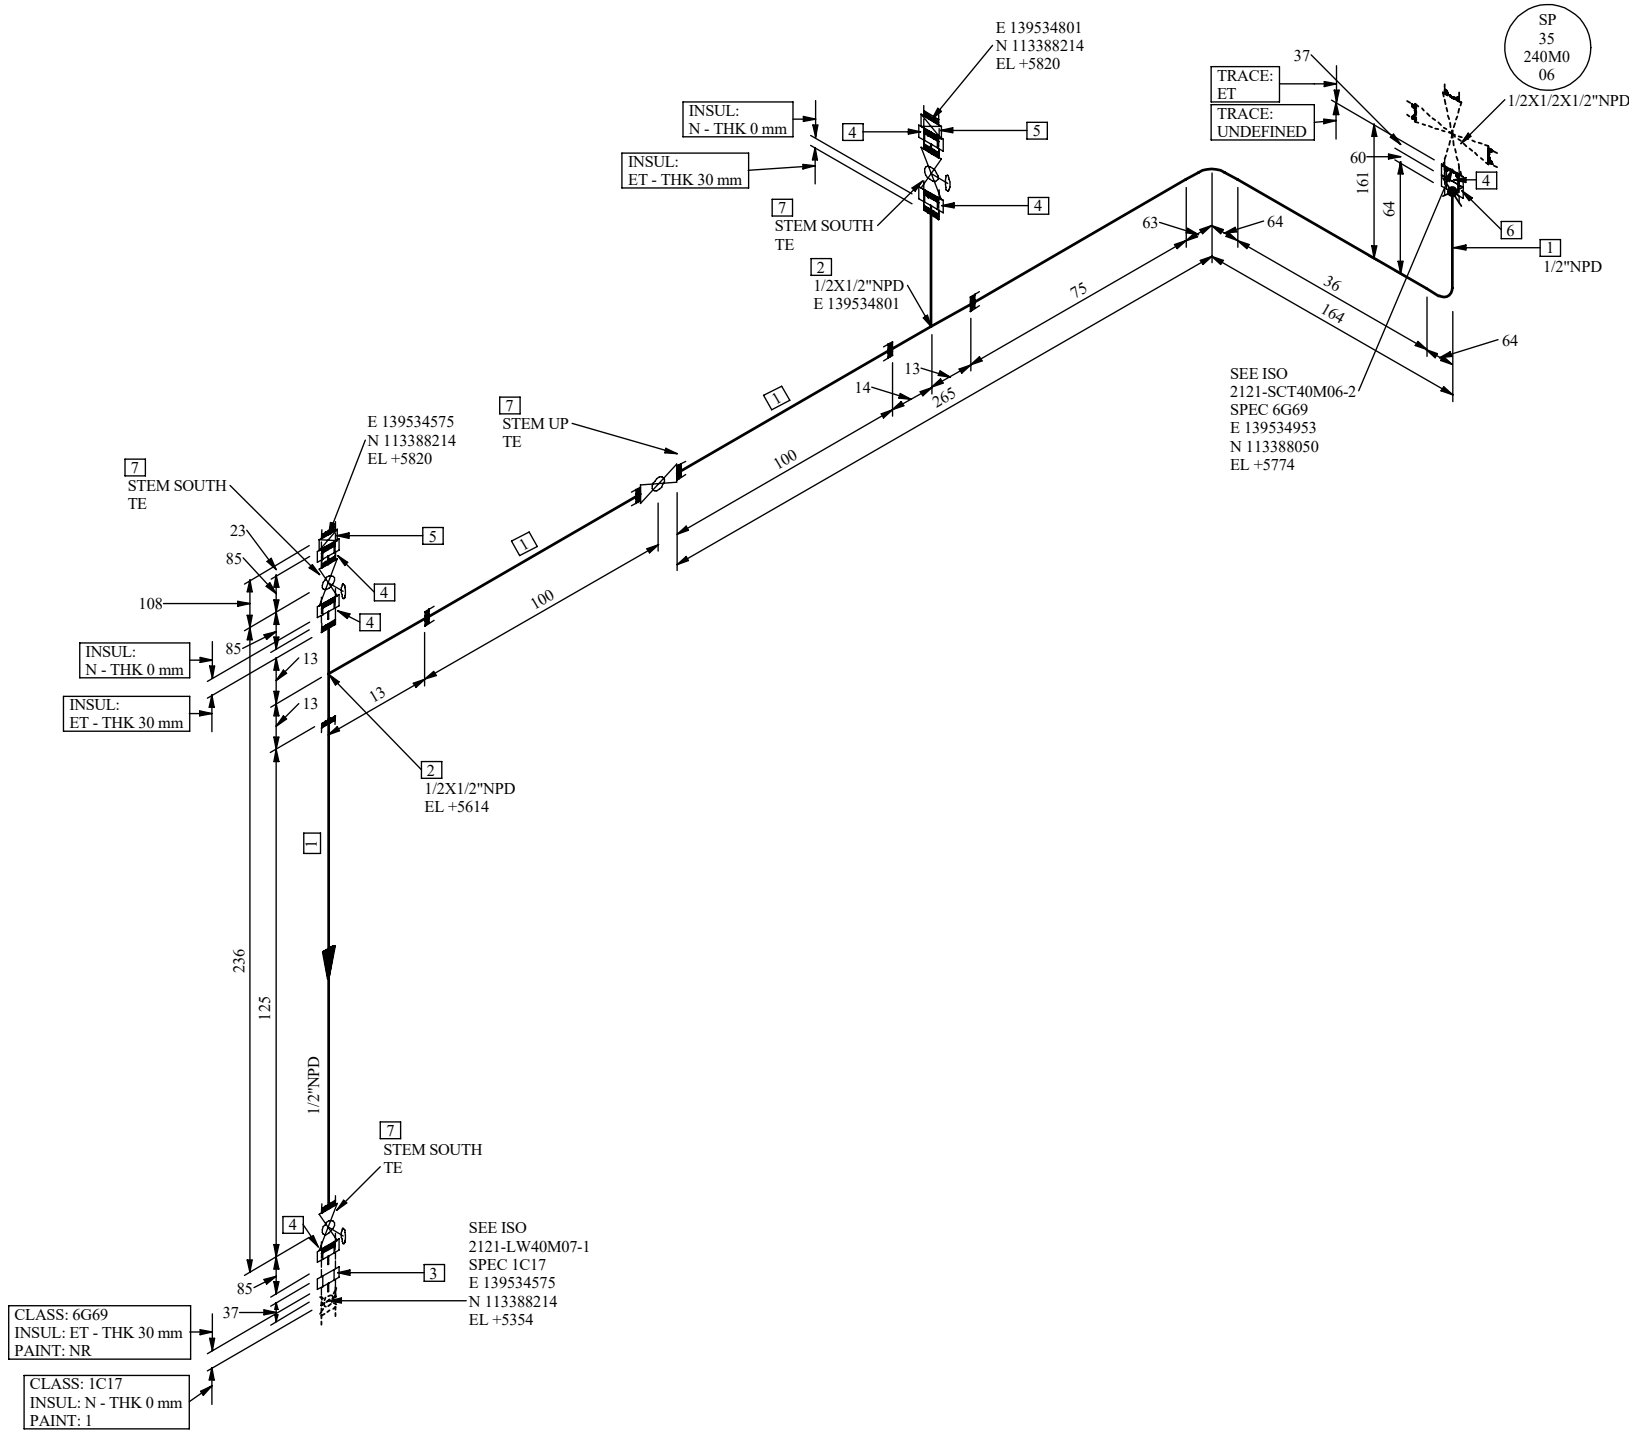 E 139534801
N 113388214
EL +5820
SP
35
240M0
06
1/2X1/2X1/2"NPD
37
TRACE:
ET
TRACE:
UNDEFINED
INSUL:
N - THK 0 mm
4
5
INSUL:
ET - THK 30 mm
60
161
64
4
7
STEM SOUTH
TE
4
63
64
6
1
1/2"NPD
2
1/2X1/2"NPD
E 139534801
75
36
164
64
13
14
265
1
SEE ISO
2121-SCT40M06-2
SPEC 6G69
E 139534953
N 113388050
EL +5774
7
STEM UP
TE
E 139534575
N 113388214
EL +5820
100
7
STEM SOUTH
TE
23
5
85
1
4
108
100
4
85
INSUL:
N - THK 0 mm
13
INSUL:
ET - THK 30 mm
13
13
2
1/2X1/2"NPD
EL +5614
1
236
125
1/2"NPD
7
STEM SOUTH
TE
4
SEE ISO
2121-LW40M07-1
SPEC 1C17
E 139534575
N 113388214
EL +5354
3
85
37
CLASS: 6G69
INSUL: ET - THK 30 mm
PAINT: NR
CLASS: 1C17
INSUL: N - THK 0 mm
PAINT: 1